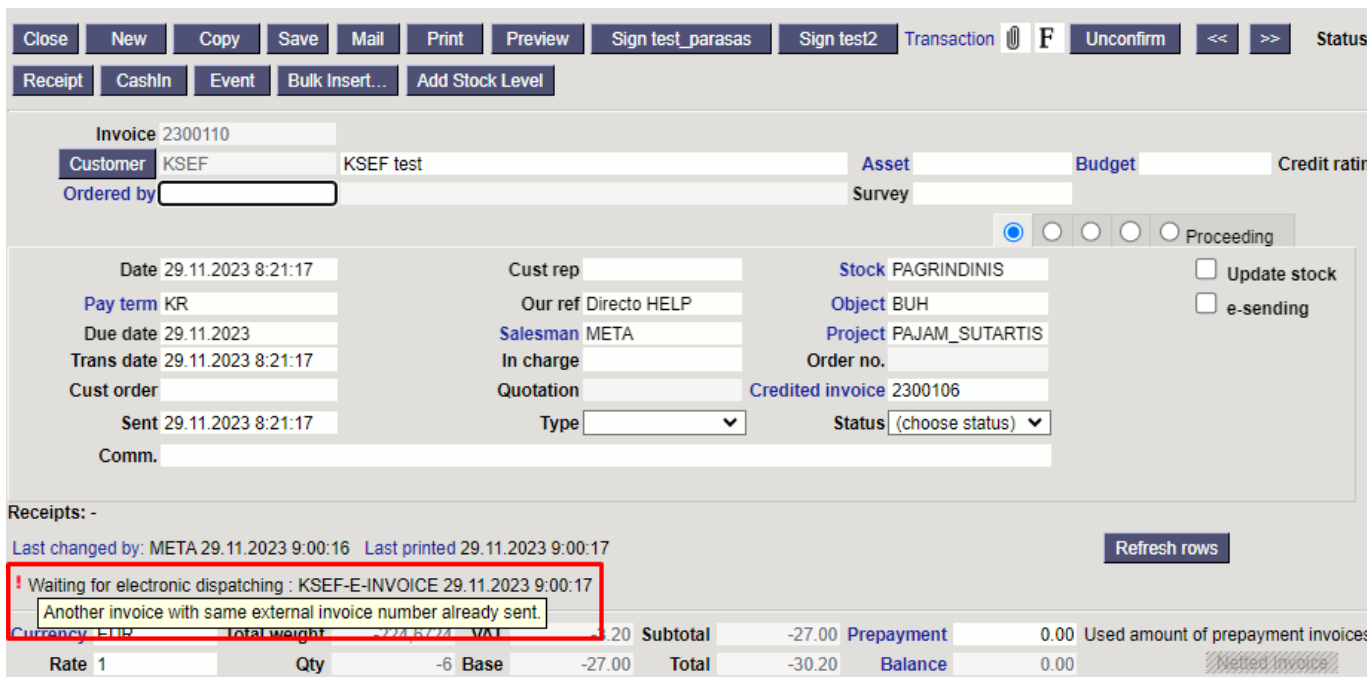 Close New Copy Save Mail Print Preview Sign test_parasas Sign test2 Transaction F Unconfirm << >> Status
Receipt CashIn Event Bulk Insert... Add Stock Level
Invoice 2300110
Customer KSEF KSEF test Asset Budget Credit ratin
Ordered by Survey
Proceeding
Date 29.11.2023 8:21:17 Cust rep Stock PAGRINDINIS Update stock
Pay term KR Our ref Directo HELP Object BUH e-sending
Due date 29.11.2023 Salesman META Project PAJAM_SUTARTIS
Trans date 29.11.2023 8:21:17 In charge Order no.
Cust order Quotation Credited invoice 2300106
Sent 29.11.2023 8:21:17 Type Status (choose status)
Comm.
Receipts: -
Last changed by: META 29.11.2023 9:00:16 Last printed 29.11.2023 9:00:17 Refresh rows
! Waiting for electronic dispatching : KSEF-E-INVOICE 29.11.2023 9:00:17
Another invoice with same external invoice number already sent.
Currency EUR Total weight -224,6724 VAT -3.20 Subtotal -27.00 Prepayment 0.00 Used amount of prepayment invoices
Rate 1 Qty -6 Base -27.00 Total -30.20 Balance 0.00 Netted Invoice